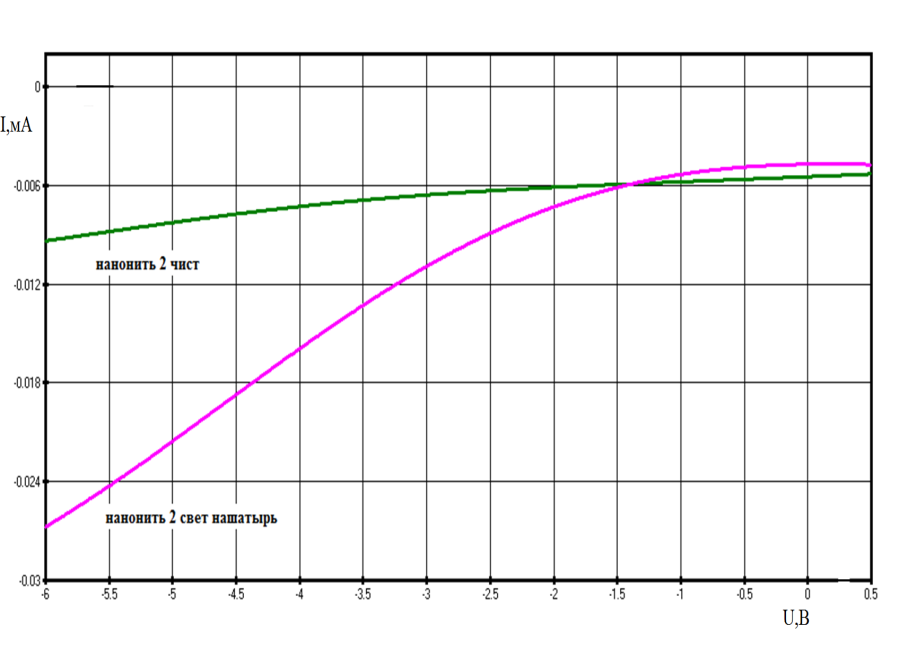 0
I,мА
-0.006
нанонить 2 чист
-0.012
-0.018
-0.024
нанонить 2 свет нашатырь
-0.03
-6 -5.5 -5 -4.5 -4 -3.5 -3 -2.5 -2 -1.5 -1 -0.5 0 0.5
U,В